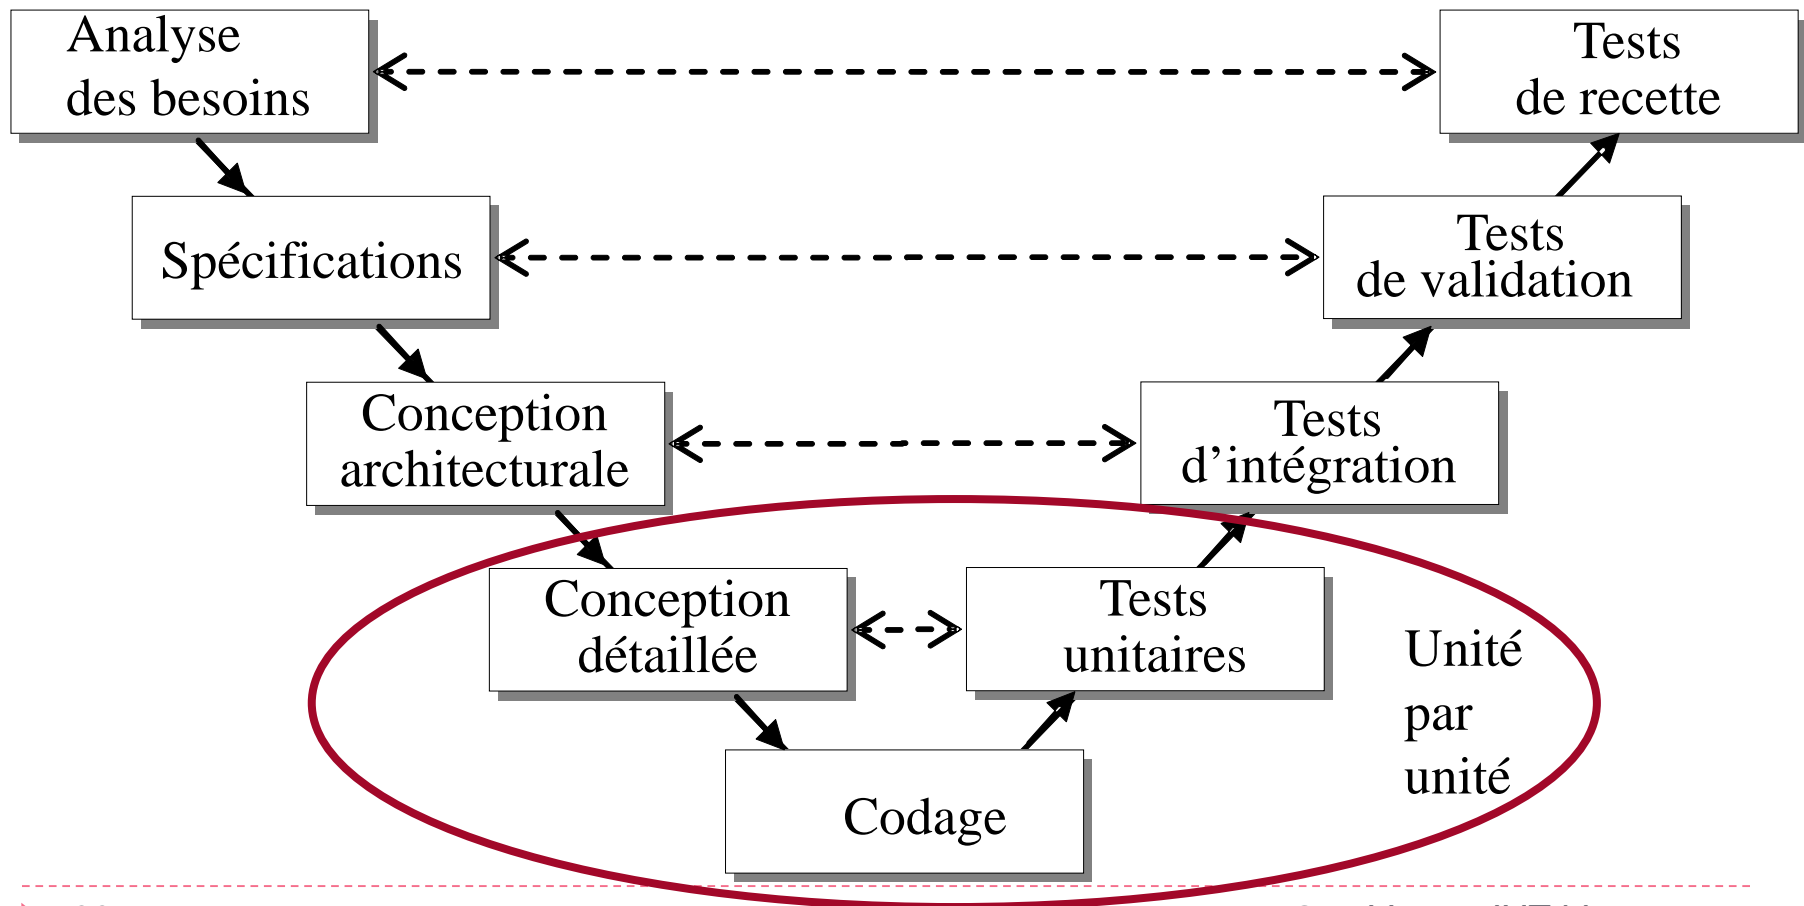 Analyse
des besoins
Tests
de recette
Spécifications
Tests
de validation
Conception
architecturale
Tests
d’intégration
Conception
détaillée
Tests
unitaires
Unité
par
unité
Codage